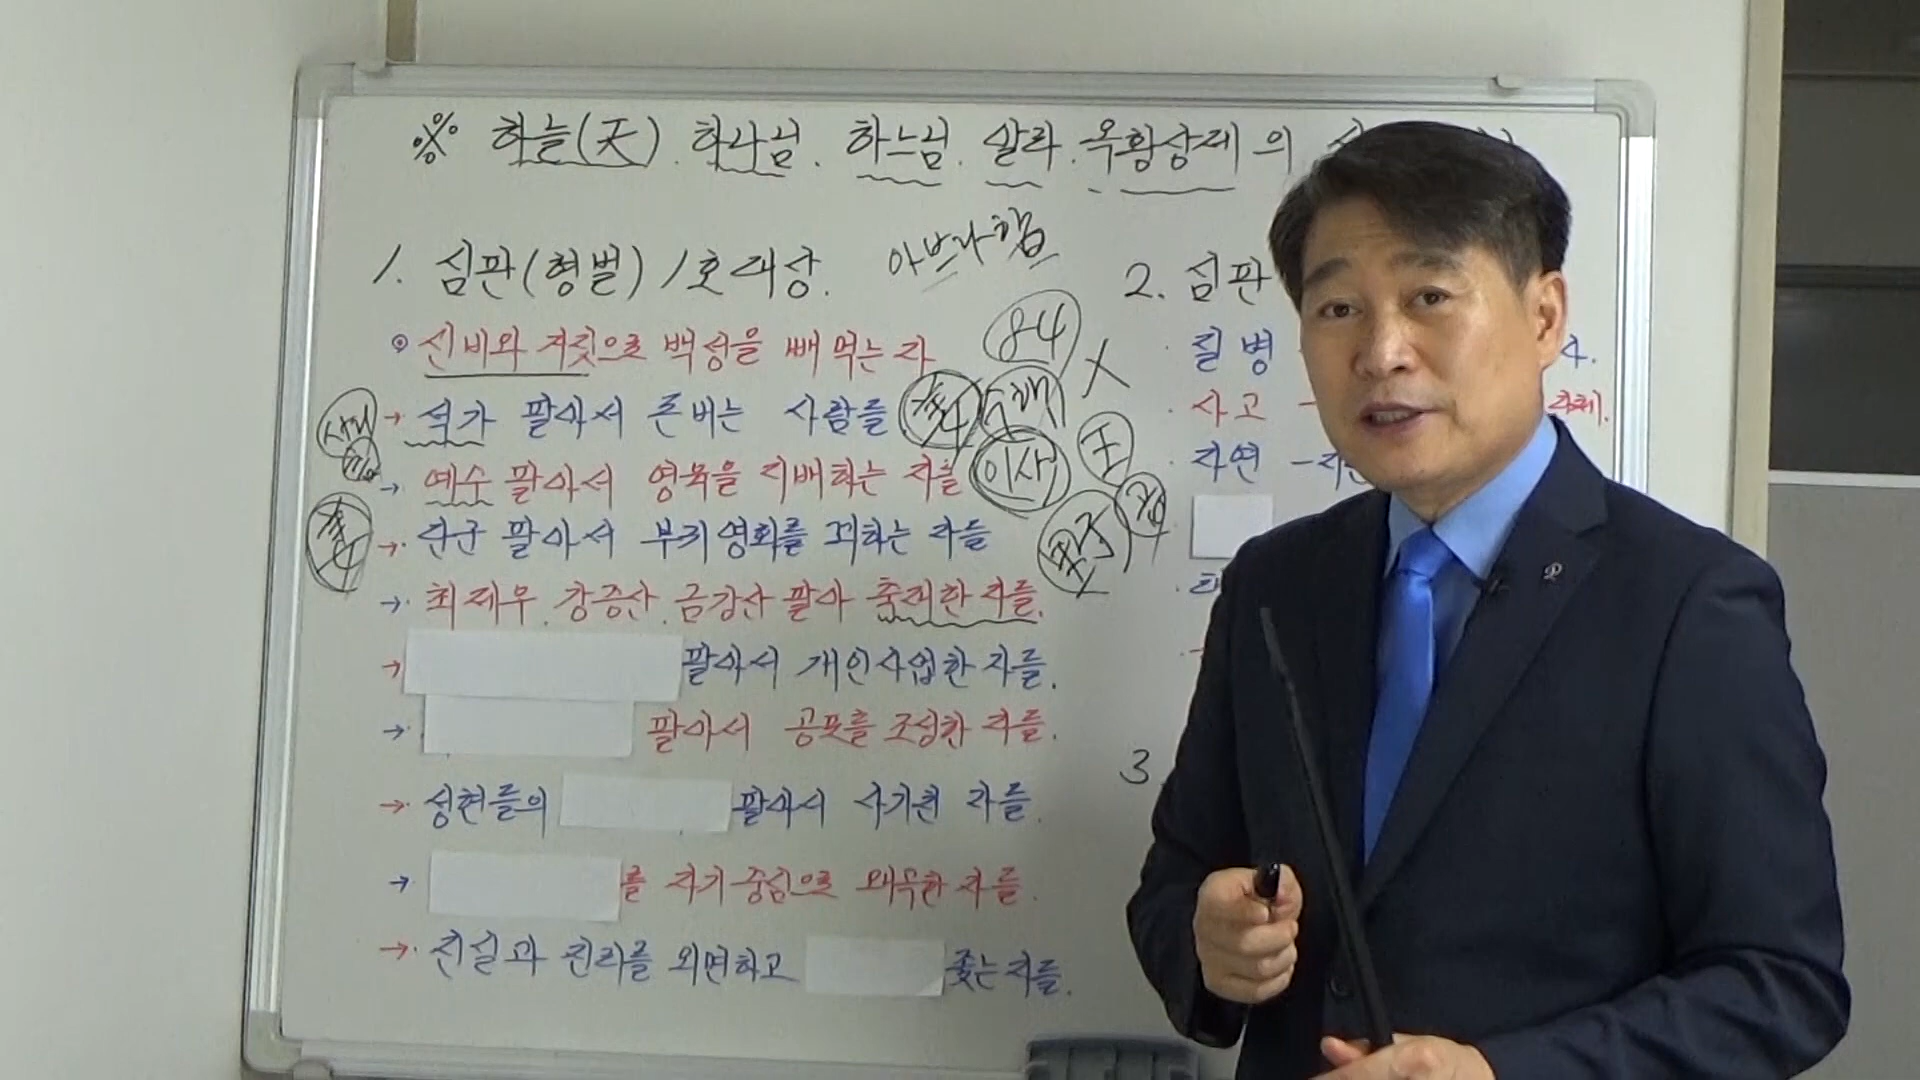 ※ 하늘(天). 하나님. 하느님. 알라. 옥황상제의
1. 심판(형벌) 1호대상.
아브라함
◎ 신비와 거짓으로 백성을 빼먹는 자
84 X
→ 석가 팔아서 돈버는 사람들
→ 예수 팔아서 영육을 지배하는 자들
이상
王
→ 단군 팔아서 부귀영화를 꾀하는 자들
→ 최제우. 강증산. 금강산 팔아 축재한 자들.
→ 팔아서 개인사업한 자들.
→ 팔아서 공포를 조성한 자들.
→ 성현들의 팔아서 사기친 자들.
→ 를 자기중심으로 왜곡한 자들.
→ 진실과 진리를 외면하고 좇는 자들.
2. 심판
· 질병
· 사고 -
· 자연 -
3